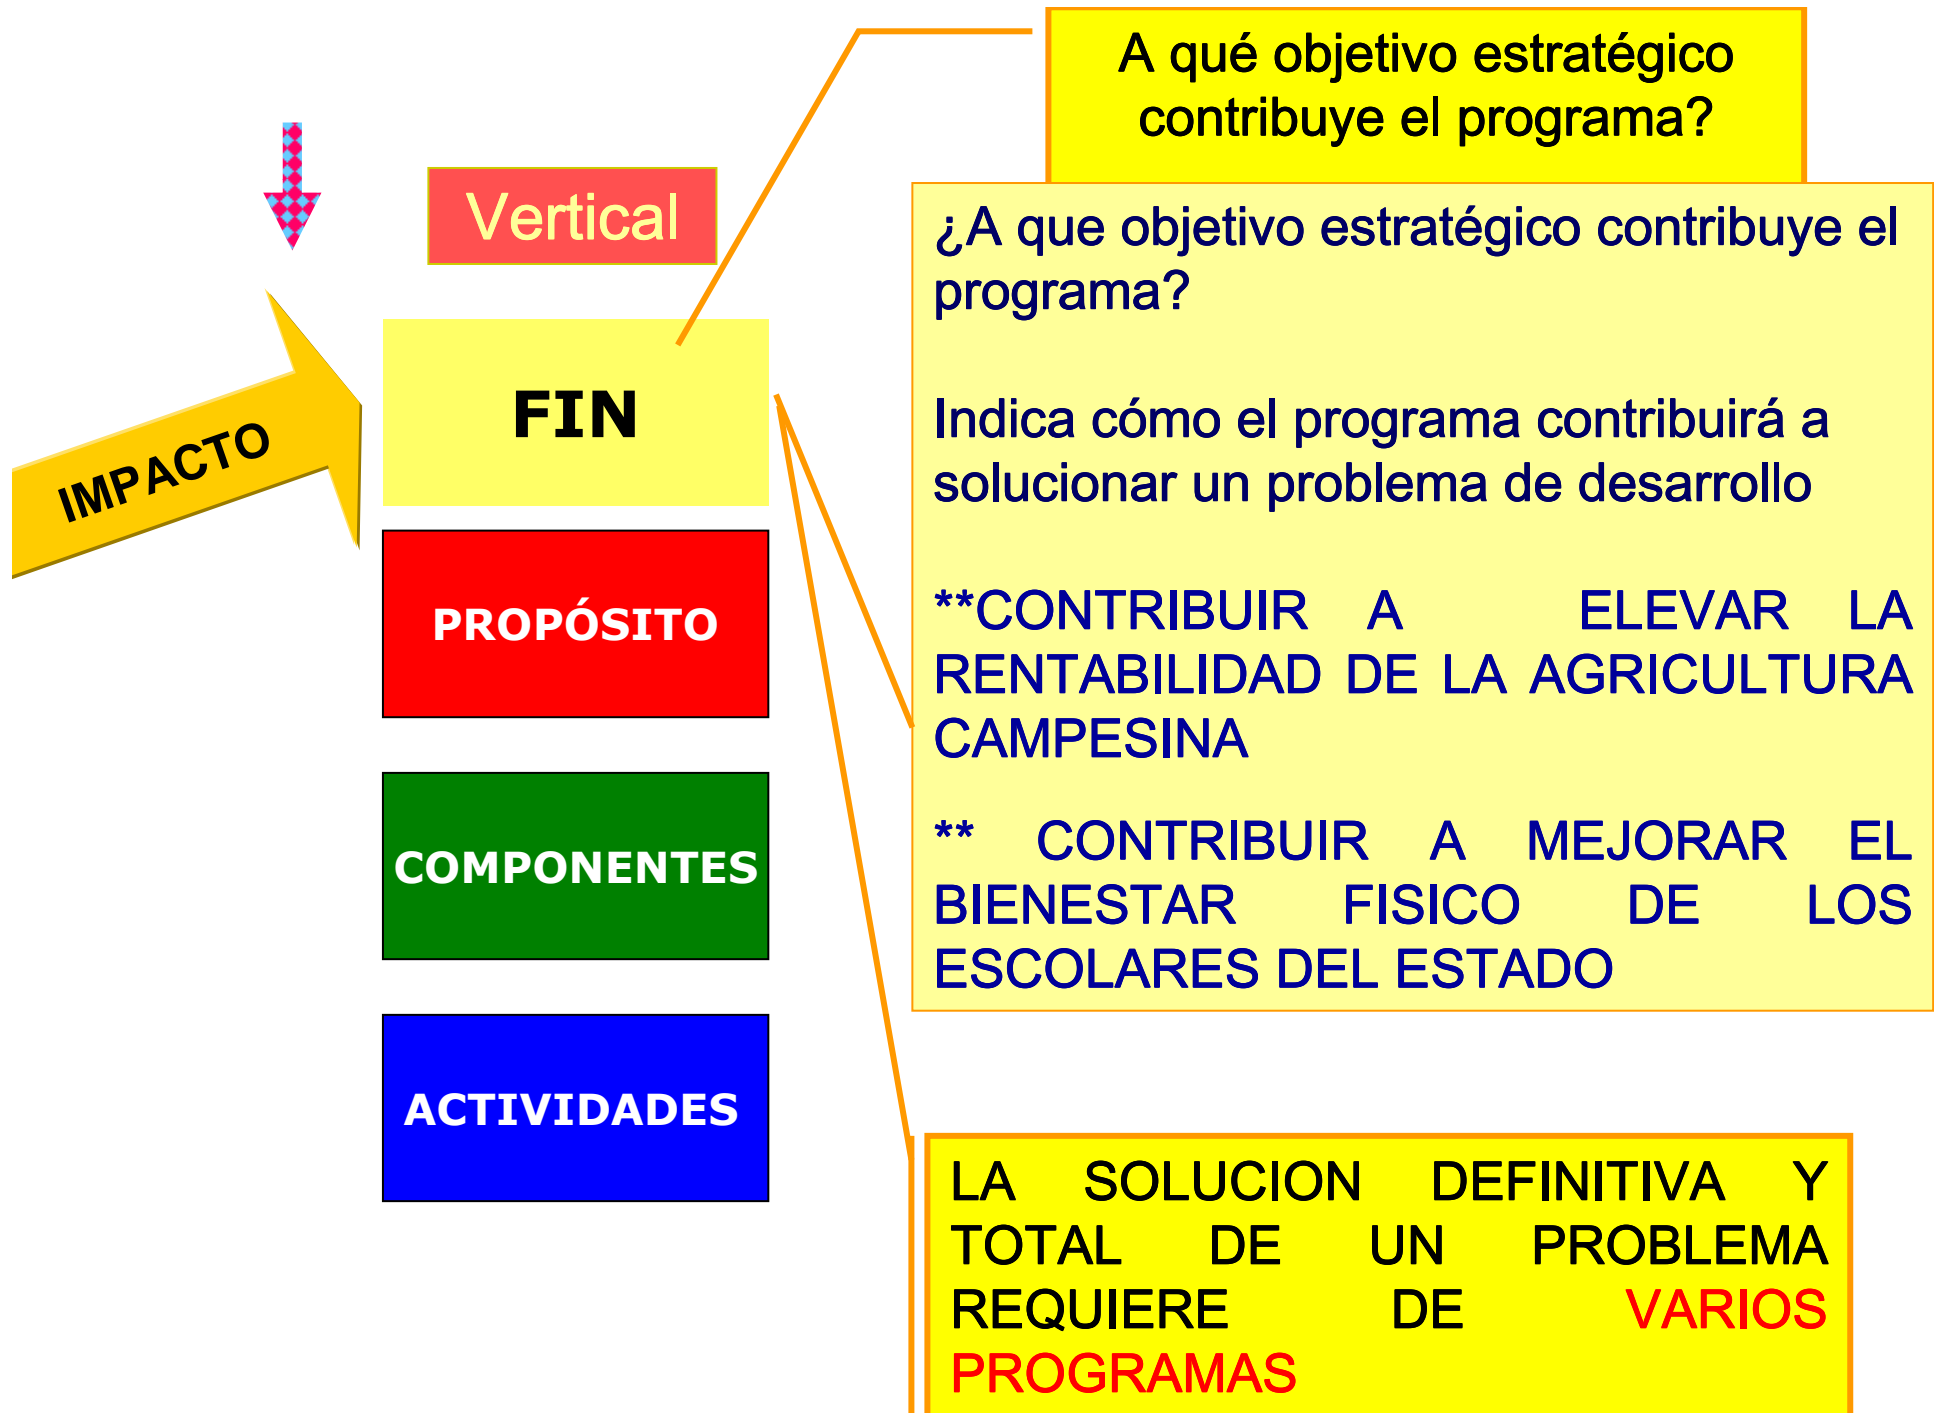 A qué objetivo estratégico
contribuye el programa?
Vertical
¿A que objetivo estratégico contribuye el
programa?
Indica cómo el programa contribuirá a
solucionar un problema de desarrollo
**CONTRIBUIR A ELEVAR LA
RENTABILIDAD DE LA AGRICULTURA
CAMPESINA
** CONTRIBUIR A MEJORAR EL
BIENESTAR FISICO DE LOS
ESCOLARES DEL ESTADO
IMPACTO
FIN
PROPÓSITO
COMPONENTES
ACTIVIDADES
LA SOLUCION DEFINITIVA Y
TOTAL DE UN PROBLEMA
REQUIERE DE VARIOS
PROGRAMAS